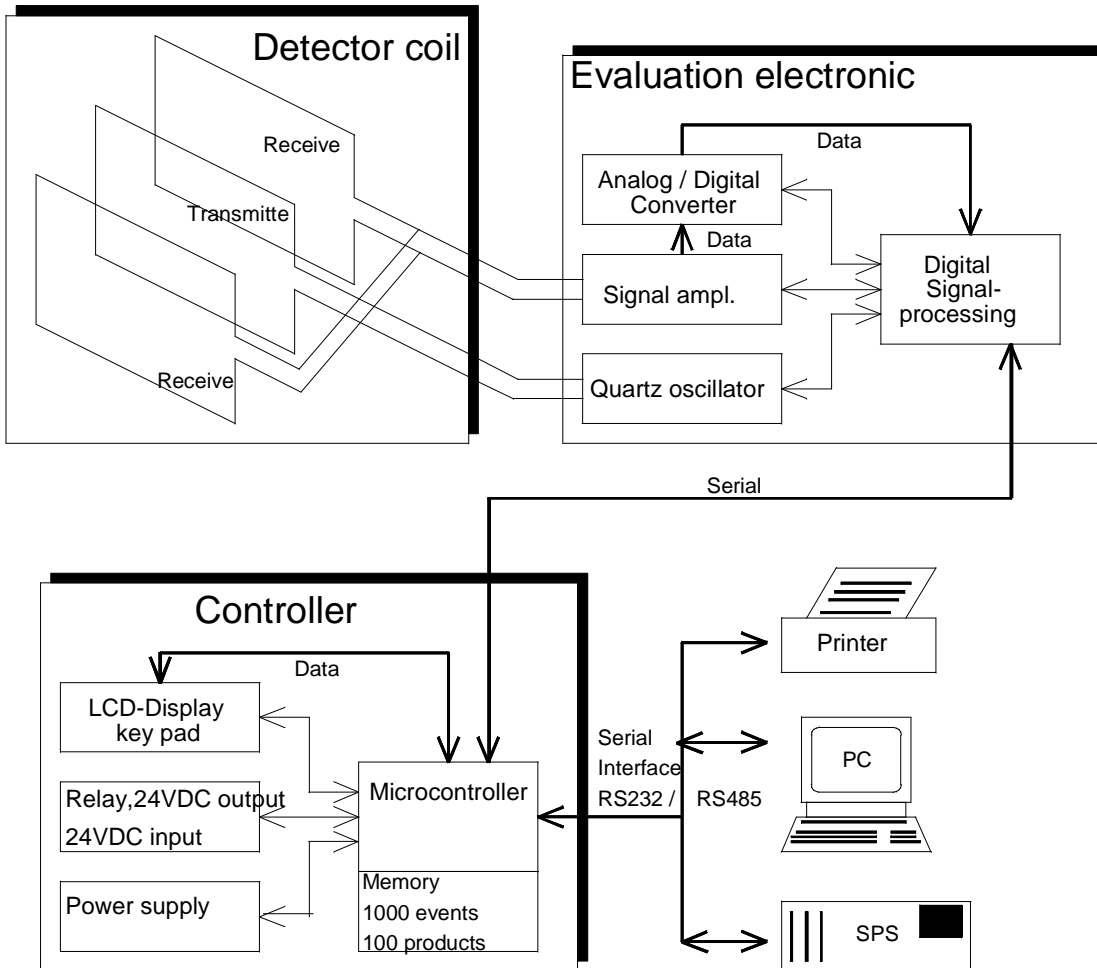 Detector coil
Receive
Transmitte
Receive
Evaluation electronic
Data
Analog / Digital
Converter
Data
Signal ampl.
Digital
Signal-
processing
Quartz oscillator
Serial
Controller
Data
LCD-Display
key pad
Relay,24VDC output
24VDC input
Power supply
Microcontroller
Memory
1000 events
100 products
Serial
Interface
RS232 / RS485
Printer
PC
SPS